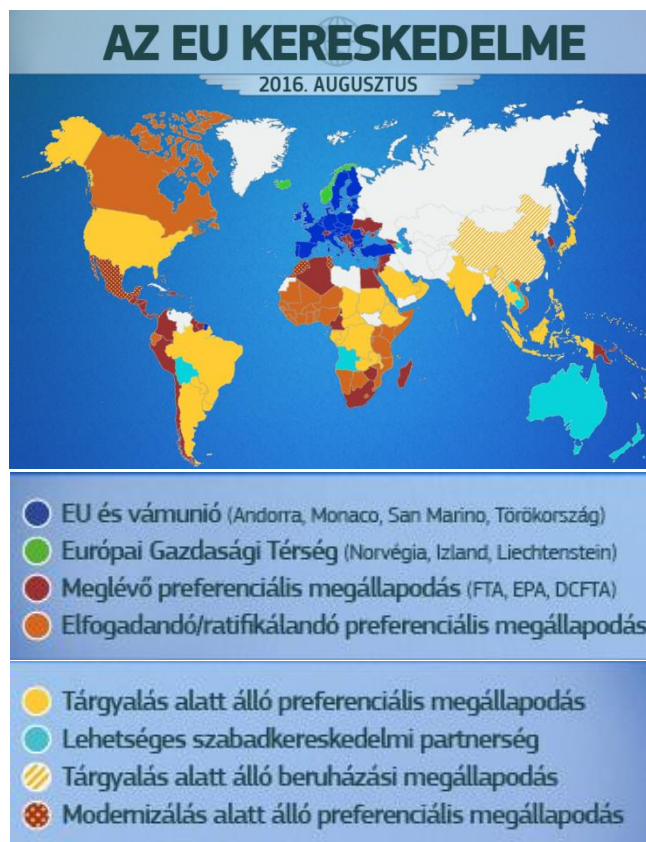 AZ EU KERESKEDELME
2016. AUGUSZTUS
EU és vámunió (Andorra, Monaco, San Marino, Törökország)
Európai Gazdasági Térség (Norvégia, Izland, Liechtenstein)
Meglévő preferenciális megállapodás (FTA, EPA, DCFTA)
Elfogadandó/ratifikálandó preferenciális megállapodás
Tárgyalás alatt álló preferenciális megállapodás
Lehetséges szabadkereskedelmi partnerség
Tárgyalás alatt álló beruházási megállapodás
Modernizálás alatt álló preferenciális megállapodás